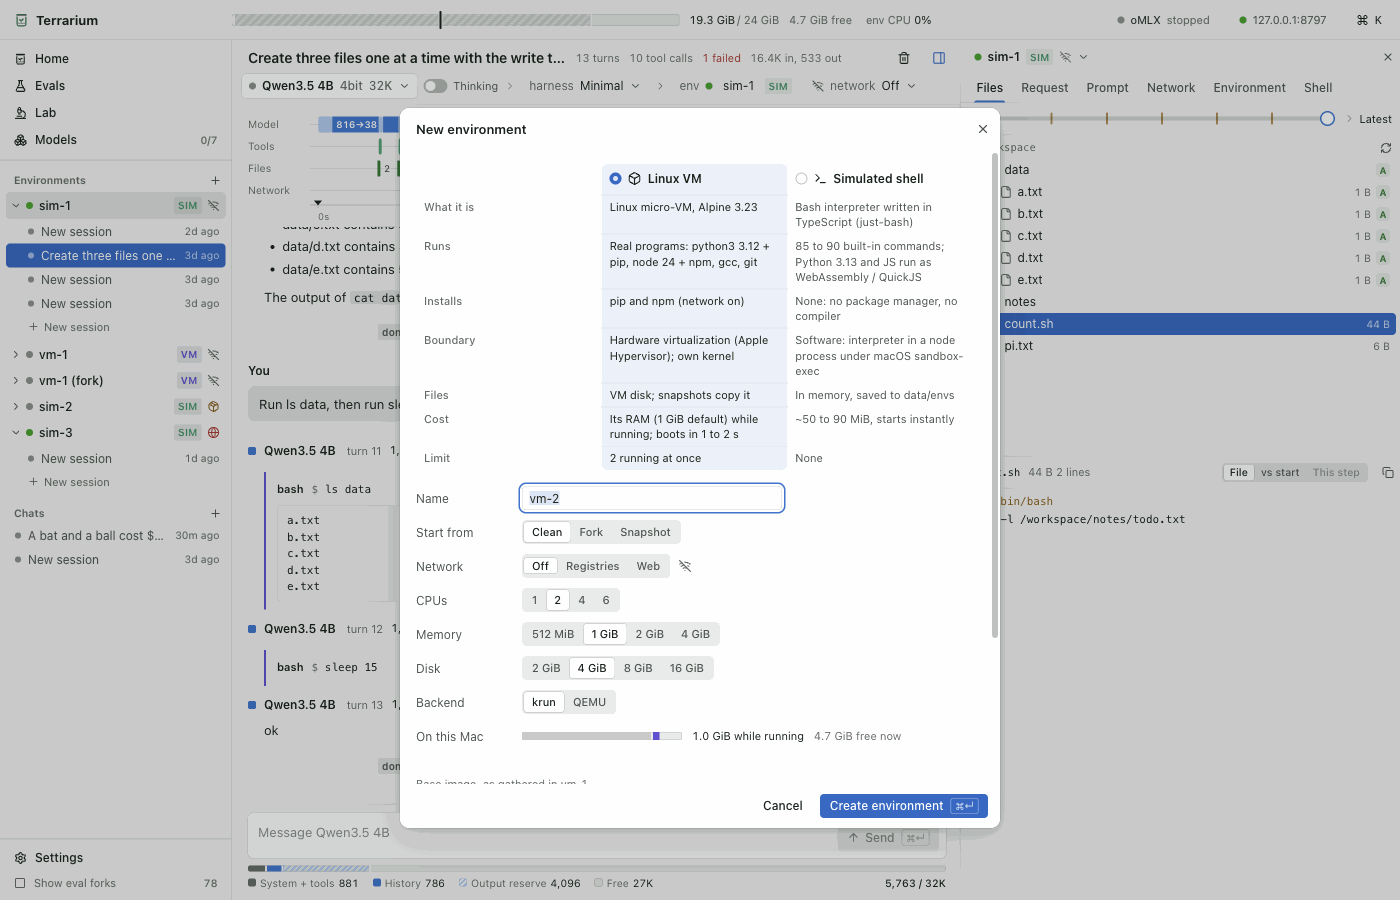 Terrarium
19.3 GiB / 24 GiB 4.7 GiB free env CPU 0%
oMLX stopped
127.0.0.1:8797
⌘ K
Home
Evals
Lab
Models 0/7
Environments +
sim-1 SIM
New session 2d ago
Create three files one ... 3d ago
New session 3d ago
New session 3d ago
+ New session
vm-1 VM
vm-1 (fork) VM
sim-2 SIM
sim-3 SIM
New session 1d ago
+ New session
Chats +
A bat and a ball cost $... 30m ago
New session 3d ago
Settings
Show eval forks 78
Create three files one at a time with the write t... 13 turns 10 tool calls 1 failed 16.4K in, 533 out
Qwen3.5 4B 4bit 32K Thinking harness Minimal env sim-1 SIM network Off
Model 816→38
Tools
Files 2
Network
0s
• data/d.txt contains
• data/e.txt contains
The output of cat dat
don
You
Run ls data, then run sle
Qwen3.5 4B turn 11 1,
bash $ ls data
a.txt
b.txt
c.txt
d.txt
e.txt
Qwen3.5 4B turn 12 1,
bash $ sleep 15
Qwen3.5 4B turn 13 1,
ok
don
Message Qwen3.5 4B
Send ⌘↵
System + tools 881 History 786 Output reserve 4,096 Free 27K 5,763 / 32K
New environment
Linux VM Simulated shell
What it is Linux micro-VM, Alpine 3.23 Bash interpreter written in
TypeScript (just-bash)
Runs Real programs: python3 3.12 + 85 to 90 built-in commands;
pip, node 24 + npm, gcc, git Python 3.13 and JS run as
WebAssembly / QuickJS
Installs pip and npm (network on) None: no package manager, no
compiler
Boundary Hardware virtualization (Apple Software: interpreter in a node
Hypervisor); own kernel process under macOS sandbox-
exec
Files VM disk; snapshots copy it In memory, saved to data/envs
Cost Its RAM (1 GiB default) while ~50 to 90 MiB, starts instantly
running; boots in 1 to 2 s
Limit 2 running at once None
Name vm-2
Start from Clean Fork Snapshot
Network Off Registries Web
CPUs 1 2 4 6
Memory 512 MiB 1 GiB 2 GiB 4 GiB
Disk 2 GiB 4 GiB 8 GiB 16 GiB
Backend krun QEMU
On this Mac 1.0 GiB while running 4.7 GiB free now
Base image, as gathered in vm-1
Cancel Create environment ⌘↵
sim-1 SIM
Files Request Prompt Network Environment Shell
Latest
kspace
data A
a.txt 1 B A
b.txt 1 B A
c.txt 1 B A
d.txt 1 B A
e.txt 1 B A
notes
count.sh 44 B
pi.txt 6 B
.sh 44 B 2 lines File vs start This step
bin/bash
-l /workspace/notes/todo.txt